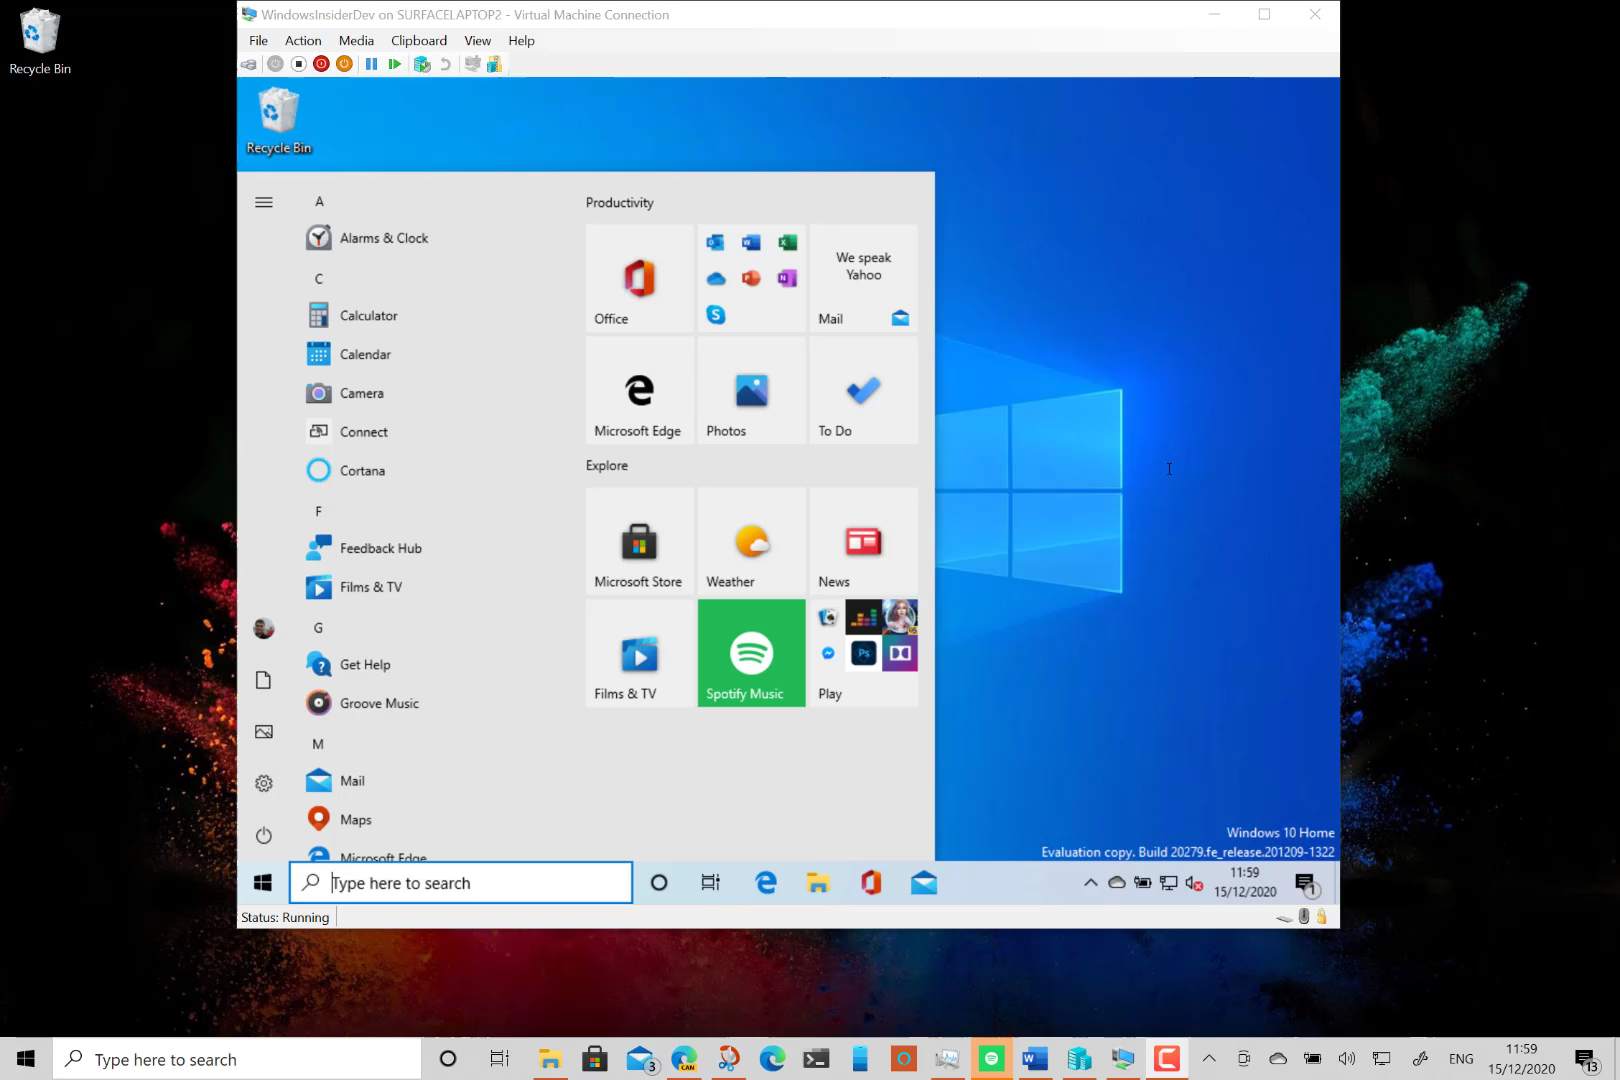 Recycle Bin
WindowsInsiderDev on SURFACELAPTOP2 - Virtual Machine Connection
File Action Media Clipboard View Help
Recycle Bin
A
Alarms & Clock
C
Calculator
Calendar
Camera
Connect
Cortana
F
Feedback Hub
Films & TV
G
Get Help
Groove Music
M
Mail
Maps
Microsoft Edge
Productivity
Office
We speak
Yahoo
Mail
Microsoft Edge
Photos
To Do
Explore
Microsoft Store
Weather
News
Films & TV
Spotify Music
Play
Windows 10 Home
Evaluation copy. Build 20279.fe_release.201209-1322
Type here to search
11:59
15/12/2020
1
Status: Running
Type here to search
3
CAN
ENG
11:59
15/12/2020
13